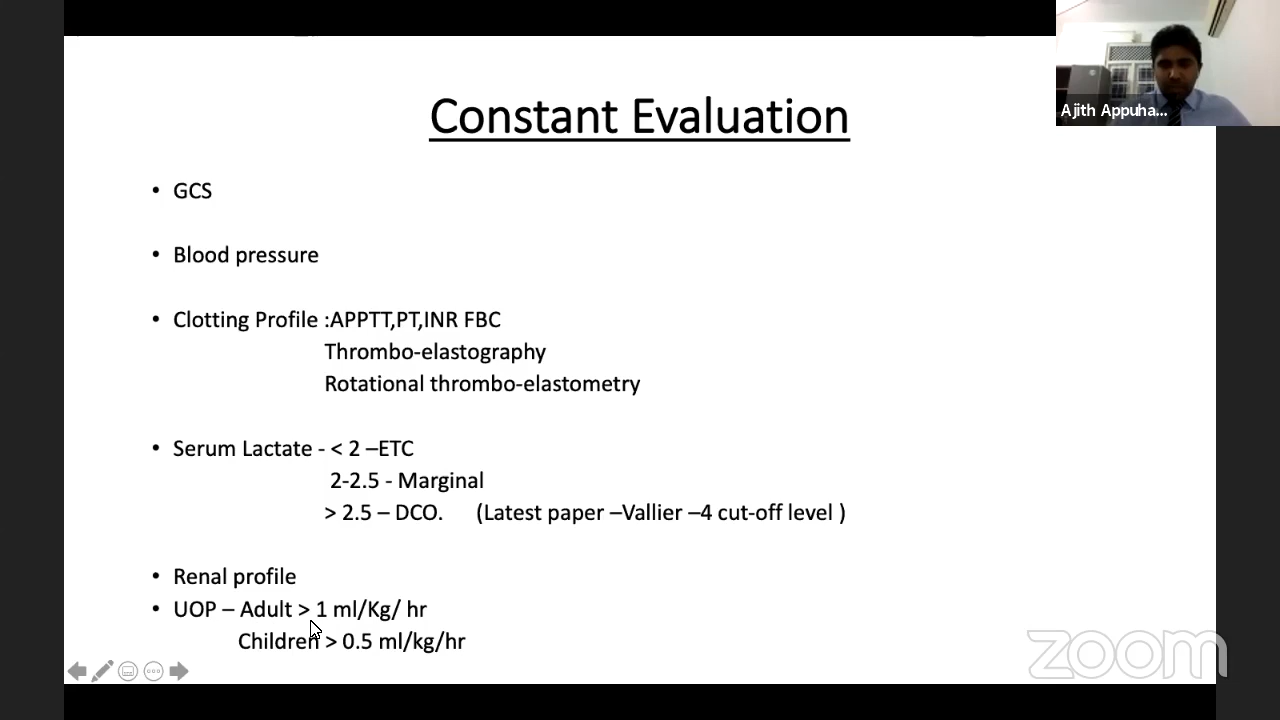 Constant Evaluation
Ajith Appuha...
• GCS
• Blood pressure
• Clotting Profile :APPTT,PT,INR FBC
Thrombo-elastography
Rotational thrombo-elastometry
• Serum Lactate - < 2 –ETC
2-2.5 - Marginal
> 2.5 – DCO. (Latest paper –Vallier –4 cut-off level )
• Renal profile
• UOP – Adult > 1 ml/Kg/ hr
Children > 0.5 ml/kg/hr
zoom